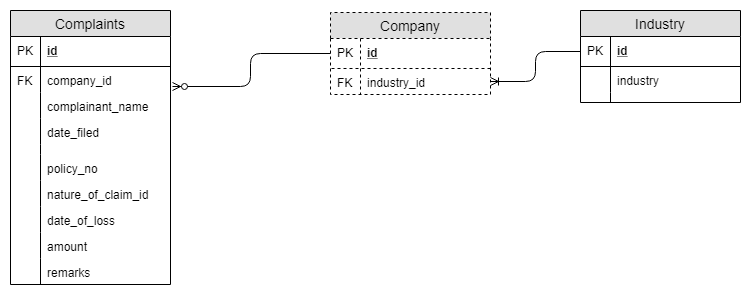 Complaints
PK id
FK company_id
complainant_name
date_filed
policy_no
nature_of_claim_id
date_of_loss
amount
remarks
Company
PK id
FK industry_id
Industry
PK id
industry